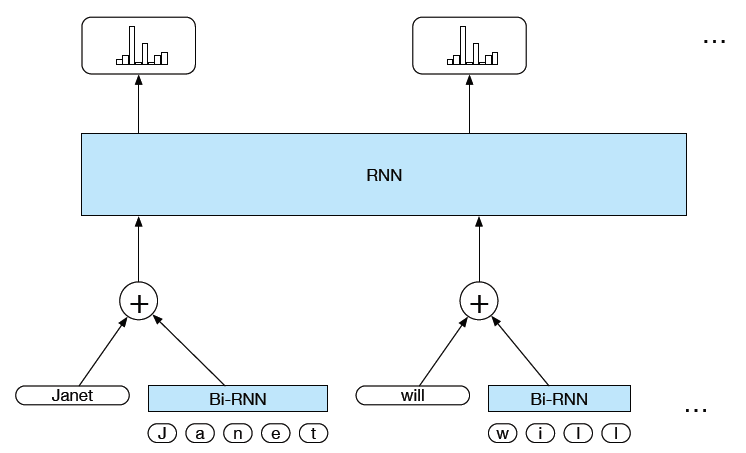 ...
RNN
+ +
Janet Bi-RNN will Bi-RNN ...
J a n e t w i l l